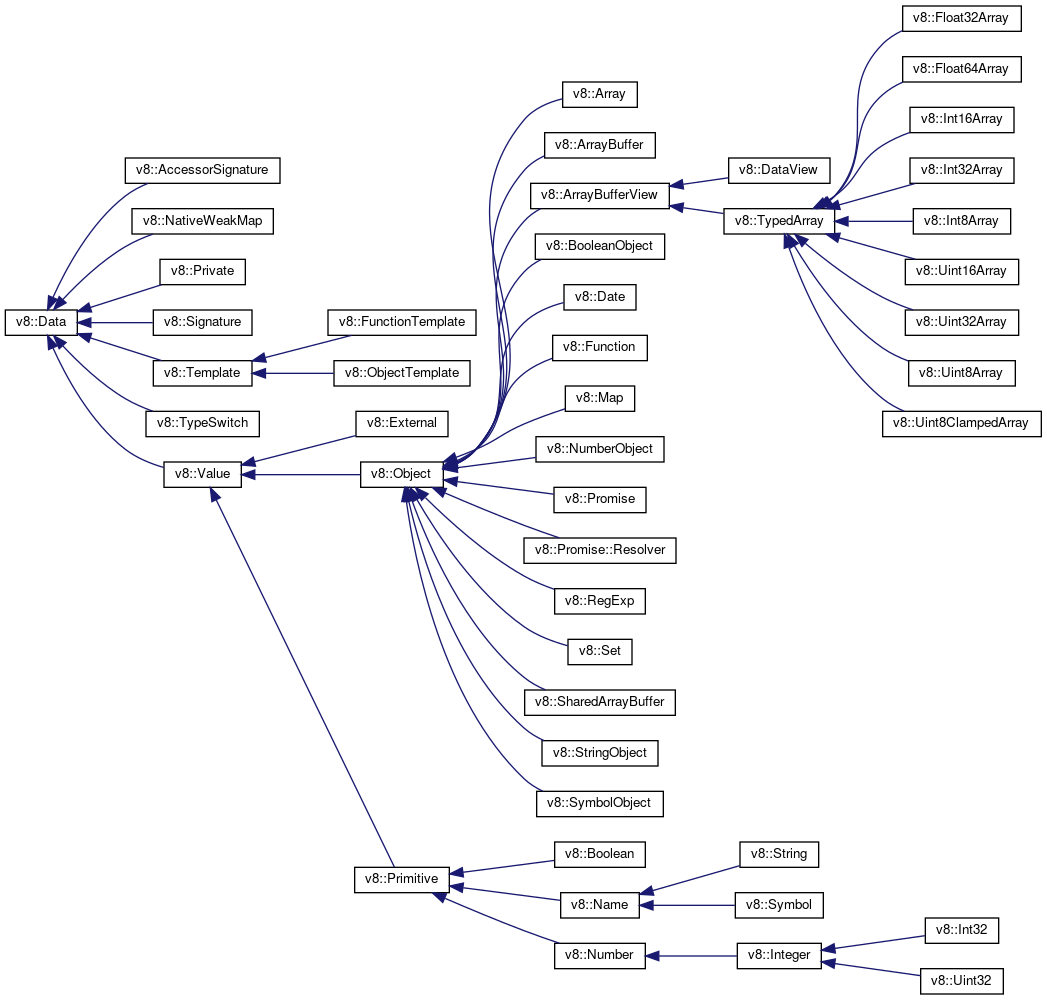 v8::Float32Array
v8::Float64Array
v8::Array
v8::Int16Array
v8::ArrayBuffer
v8::AccessorSignature
v8::DataView
v8::Int32Array
v8::ArrayBufferView
v8::NativeWeakMap
v8::TypedArray
v8::Int8Array
v8::BooleanObject
v8::Private
v8::Uint16Array
v8::Date
v8::Data
v8::Signature
v8::FunctionTemplate
v8::Uint32Array
v8::Function
v8::Template
v8::ObjectTemplate
v8::Uint8Array
v8::Map
v8::TypeSwitch
v8::External
v8::Uint8ClampedArray
v8::NumberObject
v8::Value
v8::Object
v8::Promise
v8::Promise::Resolver
v8::RegExp
v8::Set
v8::SharedArrayBuffer
v8::StringObject
v8::SymbolObject
v8::Boolean
v8::String
v8::Primitive
v8::Name
v8::Symbol
v8::Int32
v8::Number
v8::Integer
v8::Uint32